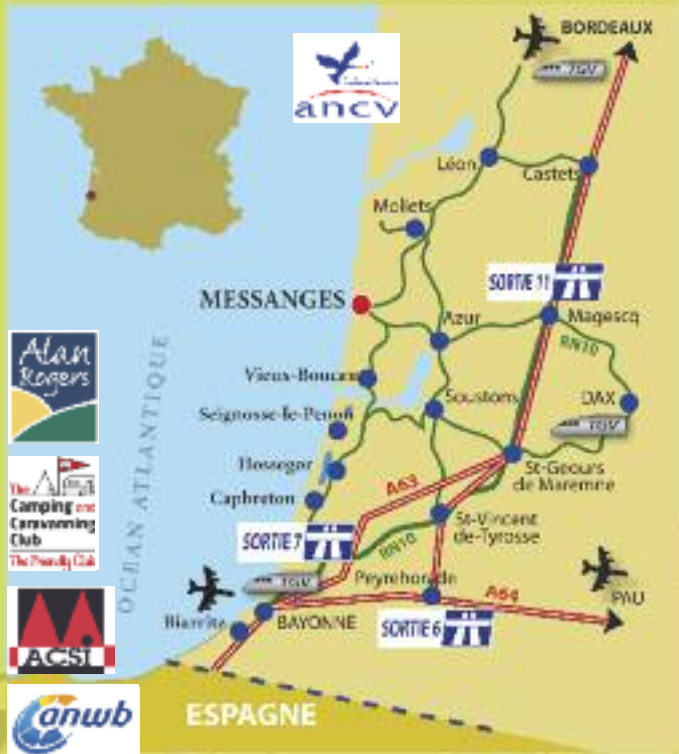 BORDEAUX
TGV
ancv
Léon
Castets
Moliets
SORTIE 11
MESSANGES
Azur
Magescq
RN10
Alan
Rogers
Vieux-Boucau
Soustons
DAX
TGV
Seignosse-le-Penon
OCEAN ATLANTIQUE
Hossegor
St-Geours
de Maremne
A63
The
Camping and
Caravanning
Club
The Friendly Club
Capbreton
SORTIE 7
St-Vincent
de-Tyrosse
RN10
TGV
Peyrehorade
A64
PAU
Biarritz
BAYONNE
SORTIE 6
ACSI
anwb
ESPAGNE